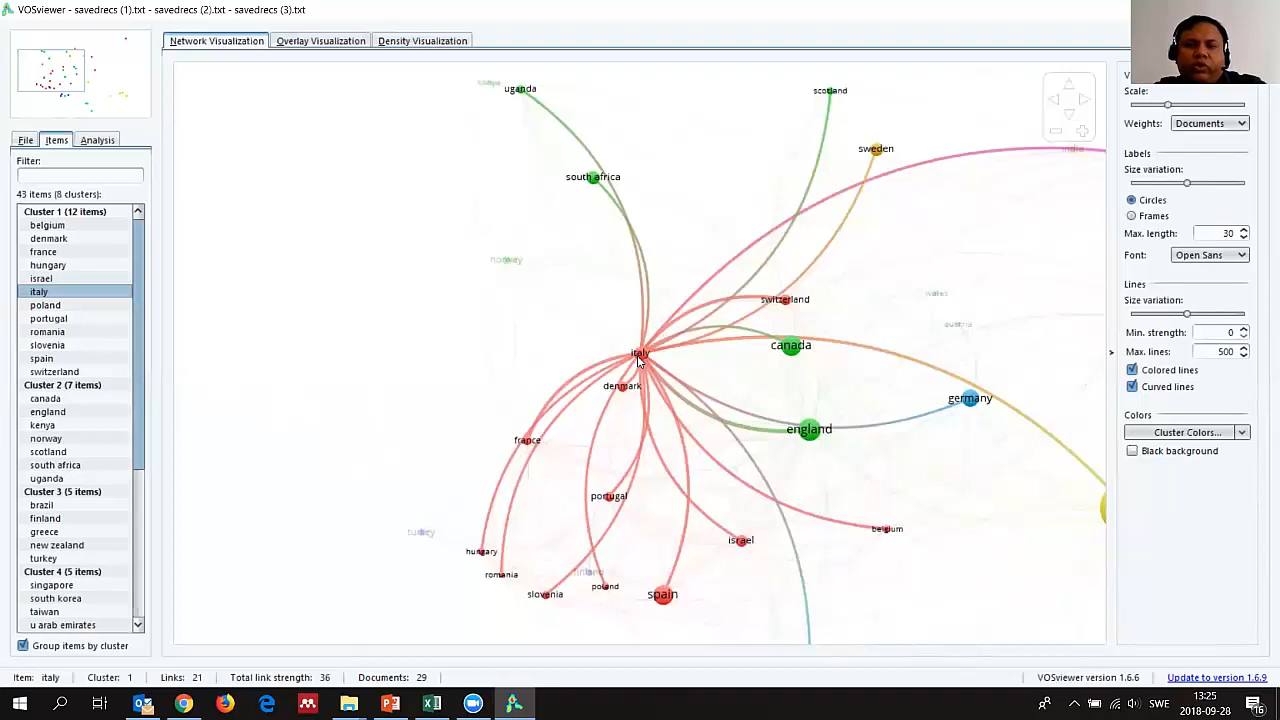 VOSviewer - savedrecs (1).txt - savedrecs (2).txt - savedrecs (3).txt
Network Visualization
Overlay Visualization
Density Visualization
File
Items
Analysis
Filter:
43 items (8 clusters):
Cluster 1 (12 items)
belgium
denmark
france
hungary
israel
italy
poland
portugal
romania
slovenia
spain
switzerland
Cluster 2 (7 items)
canada
england
kenya
norway
scotland
south africa
uganda
Cluster 3 (5 items)
brazil
finland
greece
new zealand
turkey
Cluster 4 (5 items)
singapore
south korea
taiwan
u arab emirates
Group items by cluster
uganda
scotland
sweden
india
south africa
norway
wales
switzerland
austria
canada
italy
denmark
germany
england
france
portugal
turkey
belgium
israel
hungary
finland
romania
poland
slovenia
spain
Scale:
Weights: Documents
Labels
Size variation:
Circles
Frames
Max. length: 30
Font: Open Sans
Lines
Size variation:
Min. strength: 0
Max. lines: 500
Colored lines
Curved lines
Colors
Cluster Colors...
Black background
Item: italy Cluster: 1 Links: 21 Total link strength: 36 Documents: 29
VOSviewer version 1.6.6 Update to version 1.6.9
SWE
13:25
2018-09-28
16